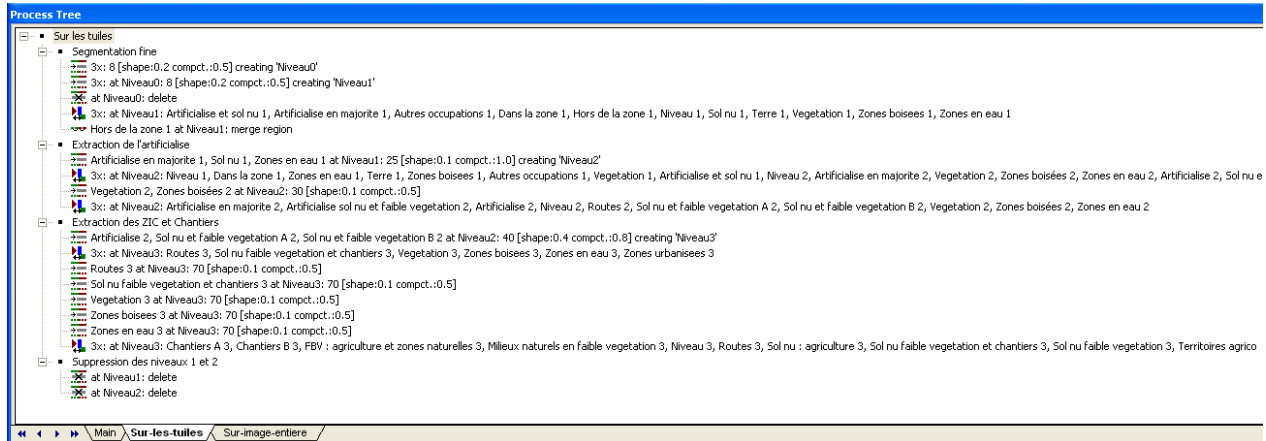 Process Tree
Sur les tuiles
Segmentation fine
3x: 8 [shape:0.2 compct.:0.5] creating 'Niveau0'
3x: at Niveau0: 8 [shape:0.2 compct.:0.5] creating 'Niveau1'
at Niveau0: delete
3x: at Niveau1: Artificialise et sol nu 1, Artificialise en majorite 1, Autres occupations 1, Dans la zone 1, Hors de la zone 1, Niveau 1, Sol nu 1, Terre 1, Vegetation 1, Zones boisees 1, Zones en eau 1
Hors de la zone 1 at Niveau1: merge region
Extraction de l'artificialise
Artificialise en majorite 1, Sol nu 1, Zones en eau 1 at Niveau1: 25 [shape:0.1 compct.:1.0] creating 'Niveau2'
3x: at Niveau2: Niveau 1, Dans la zone 1, Zones en eau 1, Terre 1, Zones boisees 1, Autres occupations 1, Vegetation 1, Artificialise et sol nu 1, Niveau 2, Artificialise en majorite 2, Vegetation 2, Zones boisées 2, Zones en eau 2, Artificialise 2, Sol nu e
Vegetation 2, Zones boisées 2 at Niveau2: 30 [shape:0.1 compct.:0.5]
3x: at Niveau2: Artificialise en majorite 2, Artificialise sol nu et faible vegetation 2, Artificialise 2, Niveau 2, Routes 2, Sol nu et faible vegetation A 2, Sol nu et faible vegetation B 2, Vegetation 2, Zones boisées 2, Zones en eau 2
Extraction des ZIC et Chantiers
Artificialise 2, Sol nu et faible vegetation A 2, Sol nu et faible vegetation B 2 at Niveau2: 40 [shape:0.4 compct.:0.8] creating 'Niveau3'
3x: at Niveau3: Routes 3, Sol nu faible vegetation et chantiers 3, Vegetation 3, Zones boisees 3, Zones en eau 3, Zones urbanisees 3
Routes 3 at Niveau3: 70 [shape:0.1 compct.:0.5]
Sol nu faible vegetation et chantiers 3 at Niveau3: 70 [shape:0.1 compct.:0.5]
Vegetation 3 at Niveau3: 70 [shape:0.1 compct.:0.5]
Zones boisees 3 at Niveau3: 70 [shape:0.1 compct.:0.5]
Zones en eau 3 at Niveau3: 70 [shape:0.1 compct.:0.5]
3x: at Niveau3: Chantiers A 3, Chantiers B 3, FBV : agriculture et zones naturelles 3, Milieux naturels en faible vegetation 3, Niveau 3, Routes 3, Sol nu : agriculture 3, Sol nu faible vegetation et chantiers 3, Sol nu faible vegetation 3, Territoires agrico
Suppression des niveaux 1 et 2
at Niveau1: delete
at Niveau2: delete
Main Sur-les-tuiles Sur-image-entiere